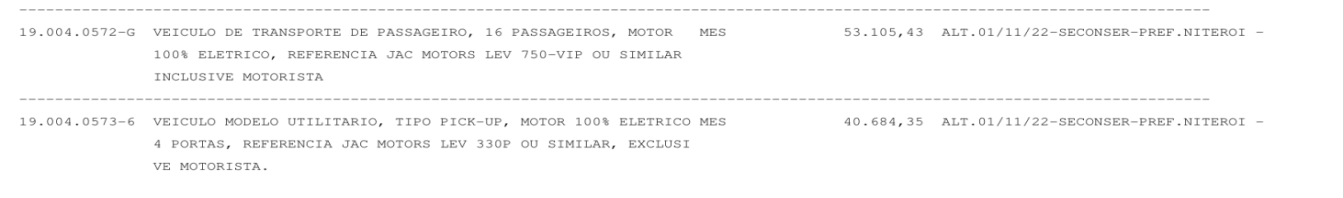 19.004.0572-G VEICULO DE TRANSPORTE DE PASSAGEIRO, 16 PASSAGEIROS, MOTOR MES 53.105,43 ALT.01/11/22-SECONSER-PREF.NITEROI -
100% ELETRICO, REFERENCIA JAC MOTORS LEV 750-VIP OU SIMILAR
INCLUSIVE MOTORISTA
19.004.0573-6 VEICULO MODELO UTILITARIO, TIPO PICK-UP, MOTOR 100% ELETRICO MES 40.684,35 ALT.01/11/22-SECONSER-PREF.NITEROI -
4 PORTAS, REFERENCIA JAC MOTORS LEV 330P OU SIMILAR, EXCLUSI
VE MOTORISTA.